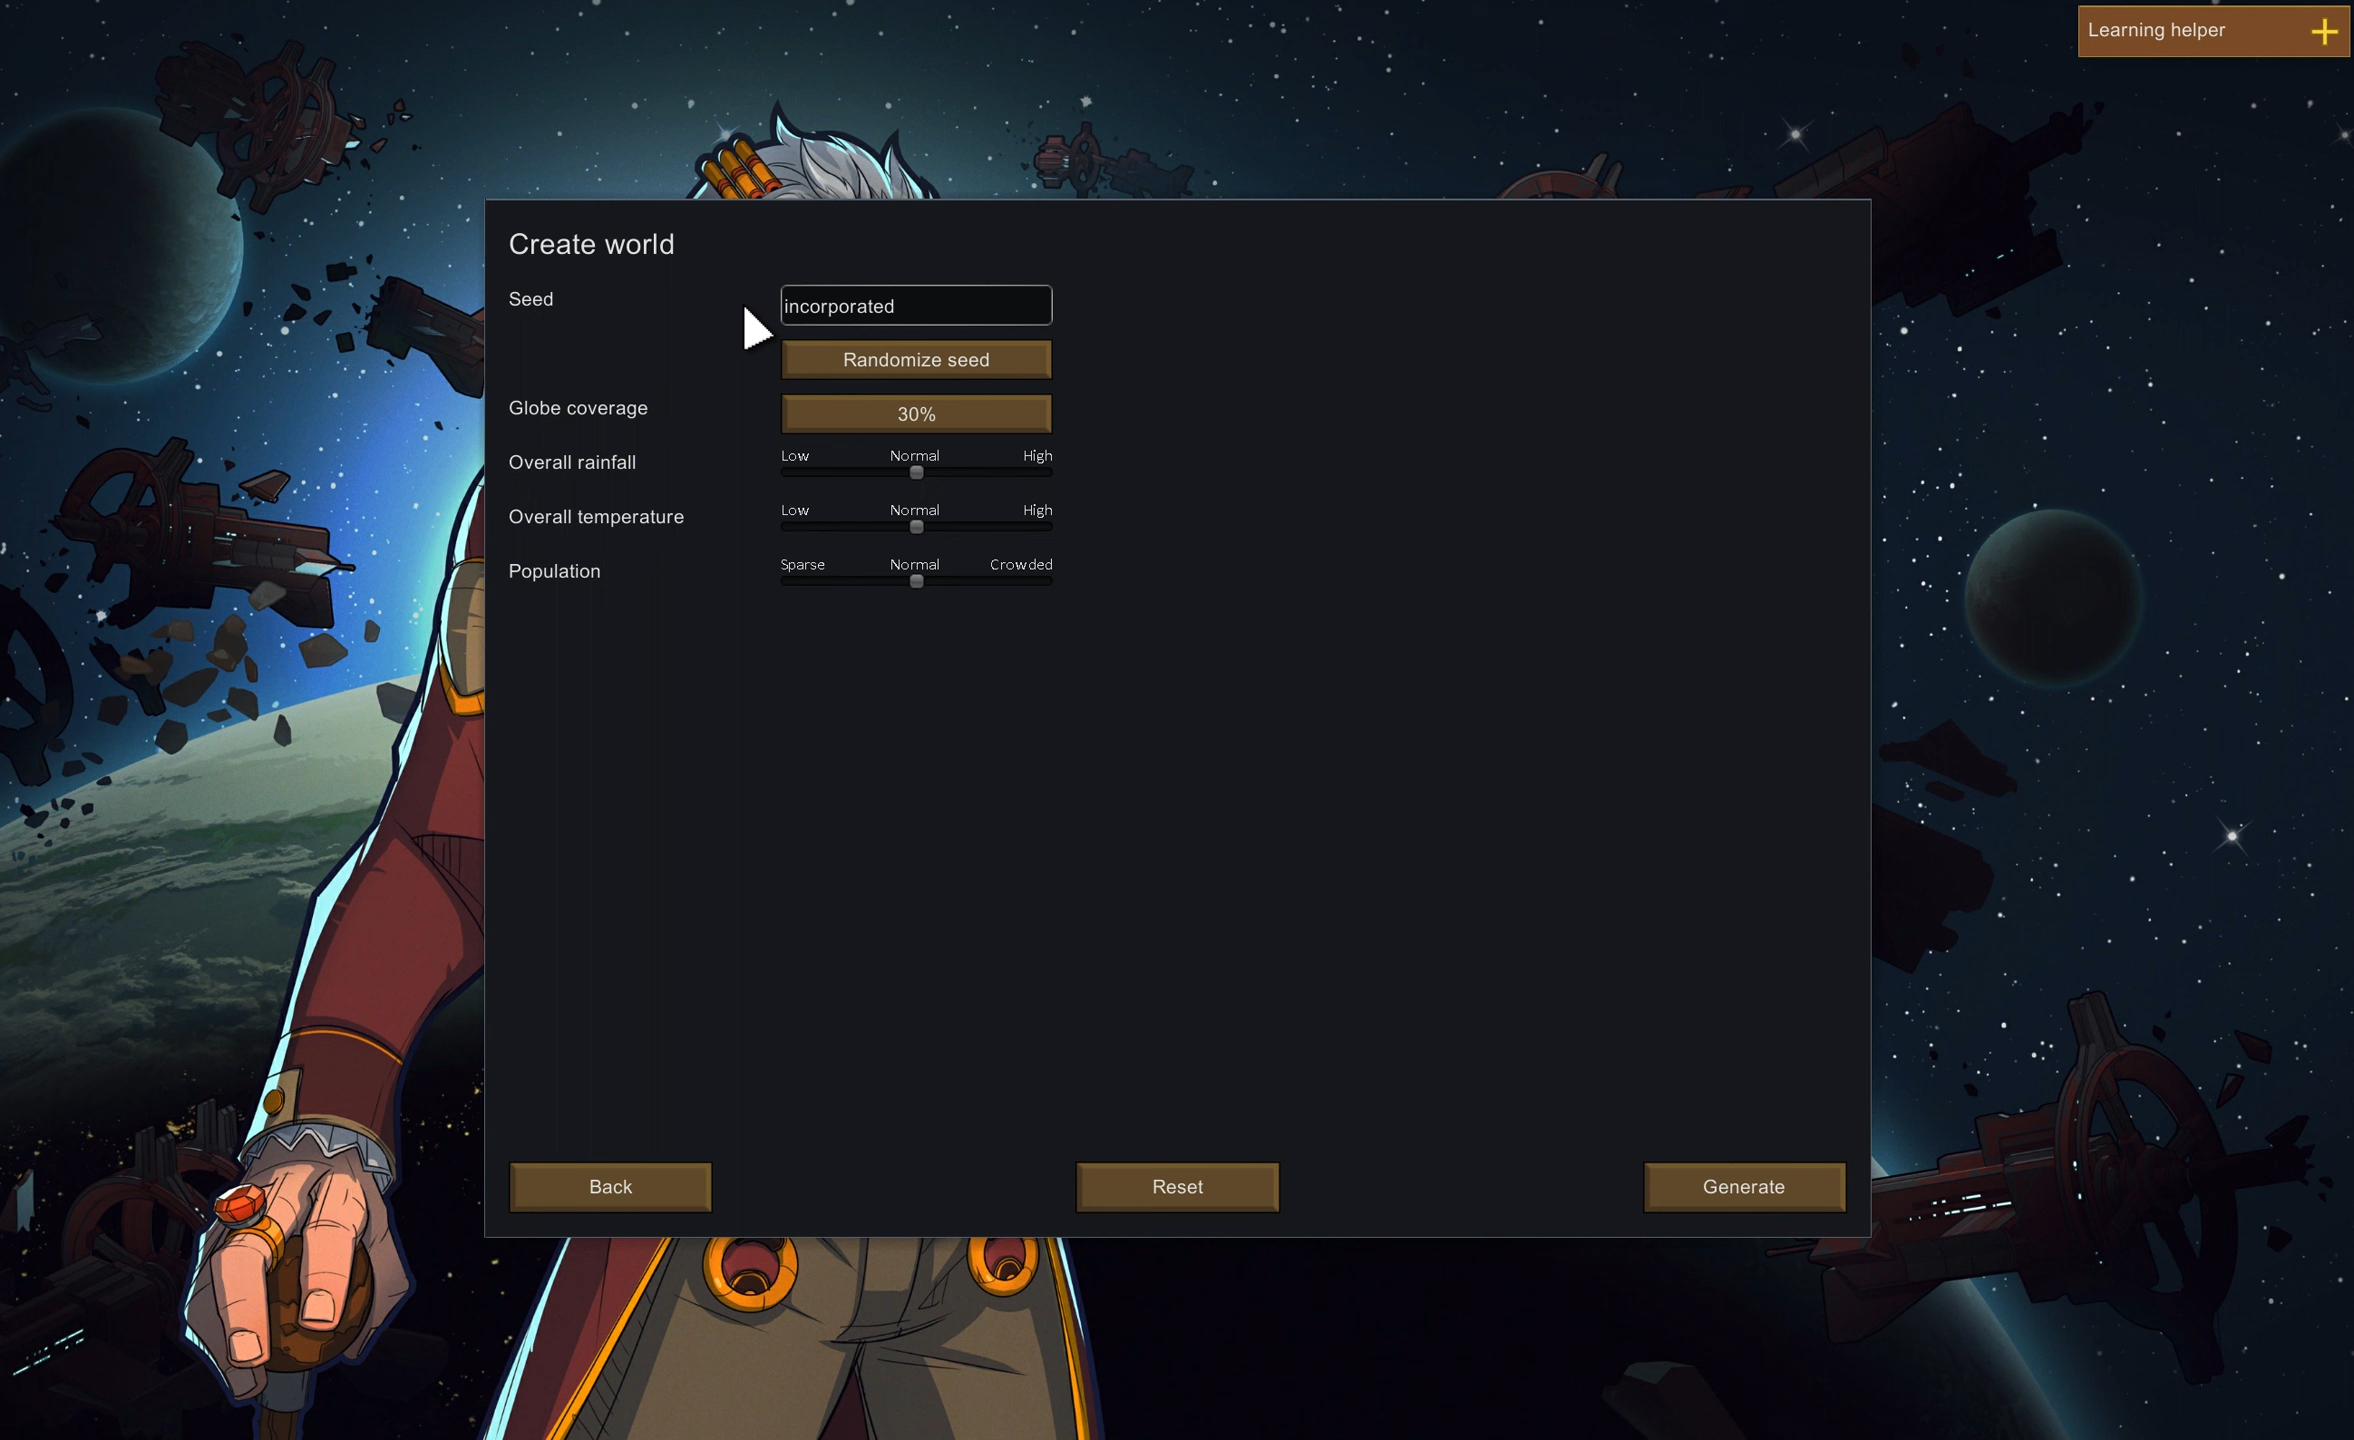 Learning helper
Create world
Seed
incorporated
Randomize seed
Globe coverage
30%
Overall rainfall
Low Normal High
Overall temperature
Low Normal High
Population
Sparse Normal Crowded
Back Reset Generate